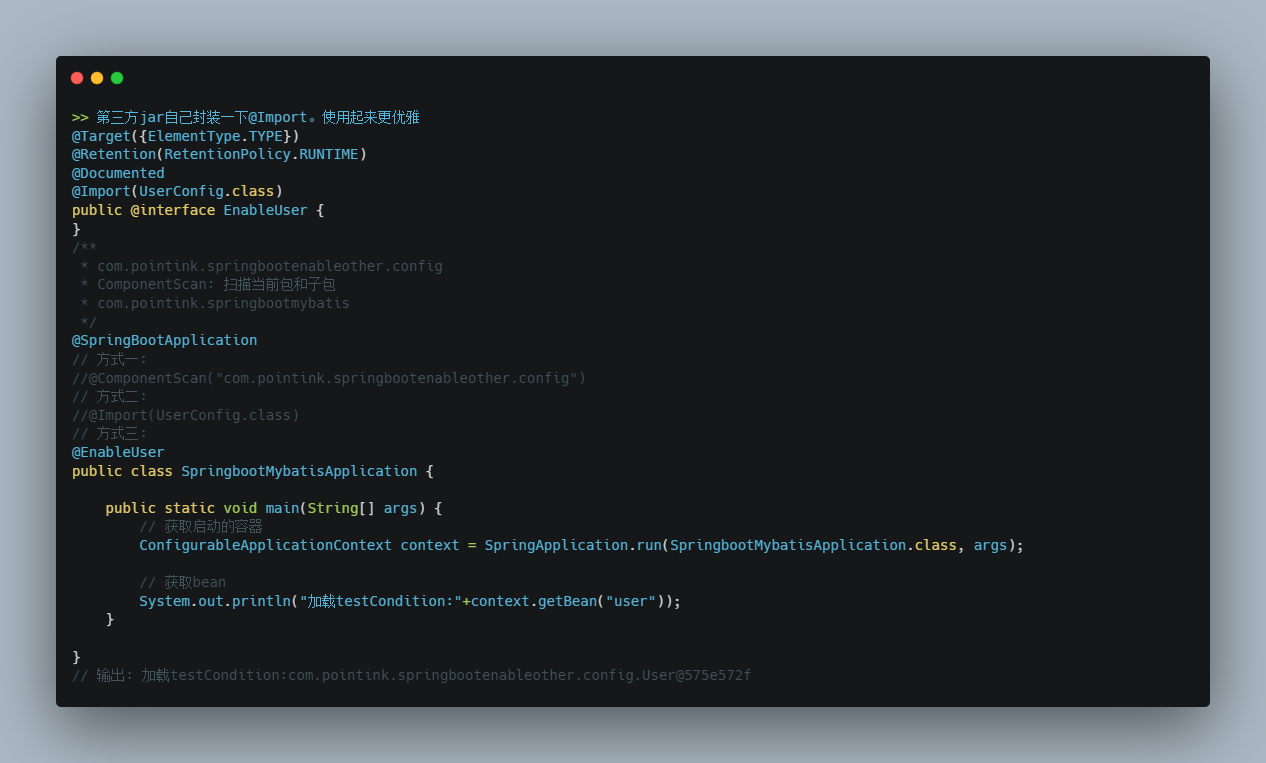 >> 第三方jar自己封装一下@Import。使用起来更优雅
@Target({ElementType.TYPE})
@Retention(RetentionPolicy.RUNTIME)
@Documented
@Import(UserConfig.class)
public @interface EnableUser {
}
/**
 * com.pointink.springbootenableother.config
 * ComponentScan: 扫描当前包和子包
 * com.pointink.springbootmybatis
 */
@SpringBootApplication
// 方式一:
//@ComponentScan("com.pointink.springbootenableother.config")
// 方式二:
//@Import(UserConfig.class)
// 方式三:
@EnableUser
public class SpringbootMybatisApplication {
    public static void main(String[] args) {
        // 获取启动的容器
        ConfigurableApplicationContext context = SpringApplication.run(SpringbootMybatisApplication.class, args);
        // 获取bean
        System.out.println("加载testCondition:"+context.getBean("user"));
    }
}
// 输出: 加载testCondition:com.pointink.springbootenableother.config.User@575e572f